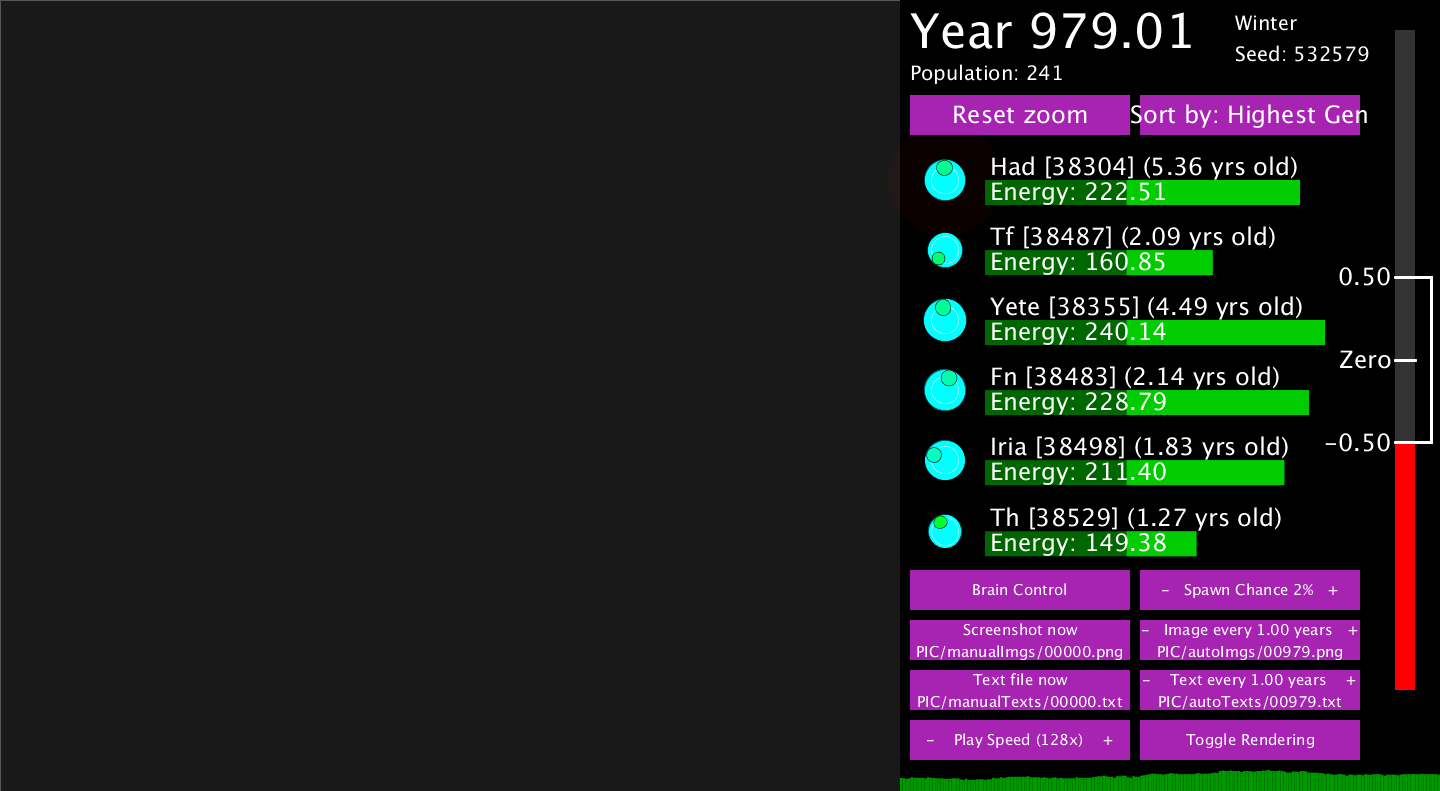 Year 979.01
Winter
Seed: 532579
Population: 241
Reset zoom
Sort by: Highest Gen
Had [38304] (5.36 yrs old)
Energy: 222.51
Tf [38487] (2.09 yrs old)
Energy: 160.85
0.50
Yete [38355] (4.49 yrs old)
Energy: 240.14
Zero
Fn [38483] (2.14 yrs old)
Energy: 228.79
-0.50
Iria [38498] (1.83 yrs old)
Energy: 211.40
Th [38529] (1.27 yrs old)
Energy: 149.38
Brain Control
- Spawn Chance 2% +
Screenshot now
PIC/manualImgs/00000.png
- Image every 1.00 years +
PIC/autoImgs/00979.png
Text file now
PIC/manualTexts/00000.txt
- Text every 1.00 years +
PIC/autoTexts/00979.txt
- Play Speed (128x) +
Toggle Rendering